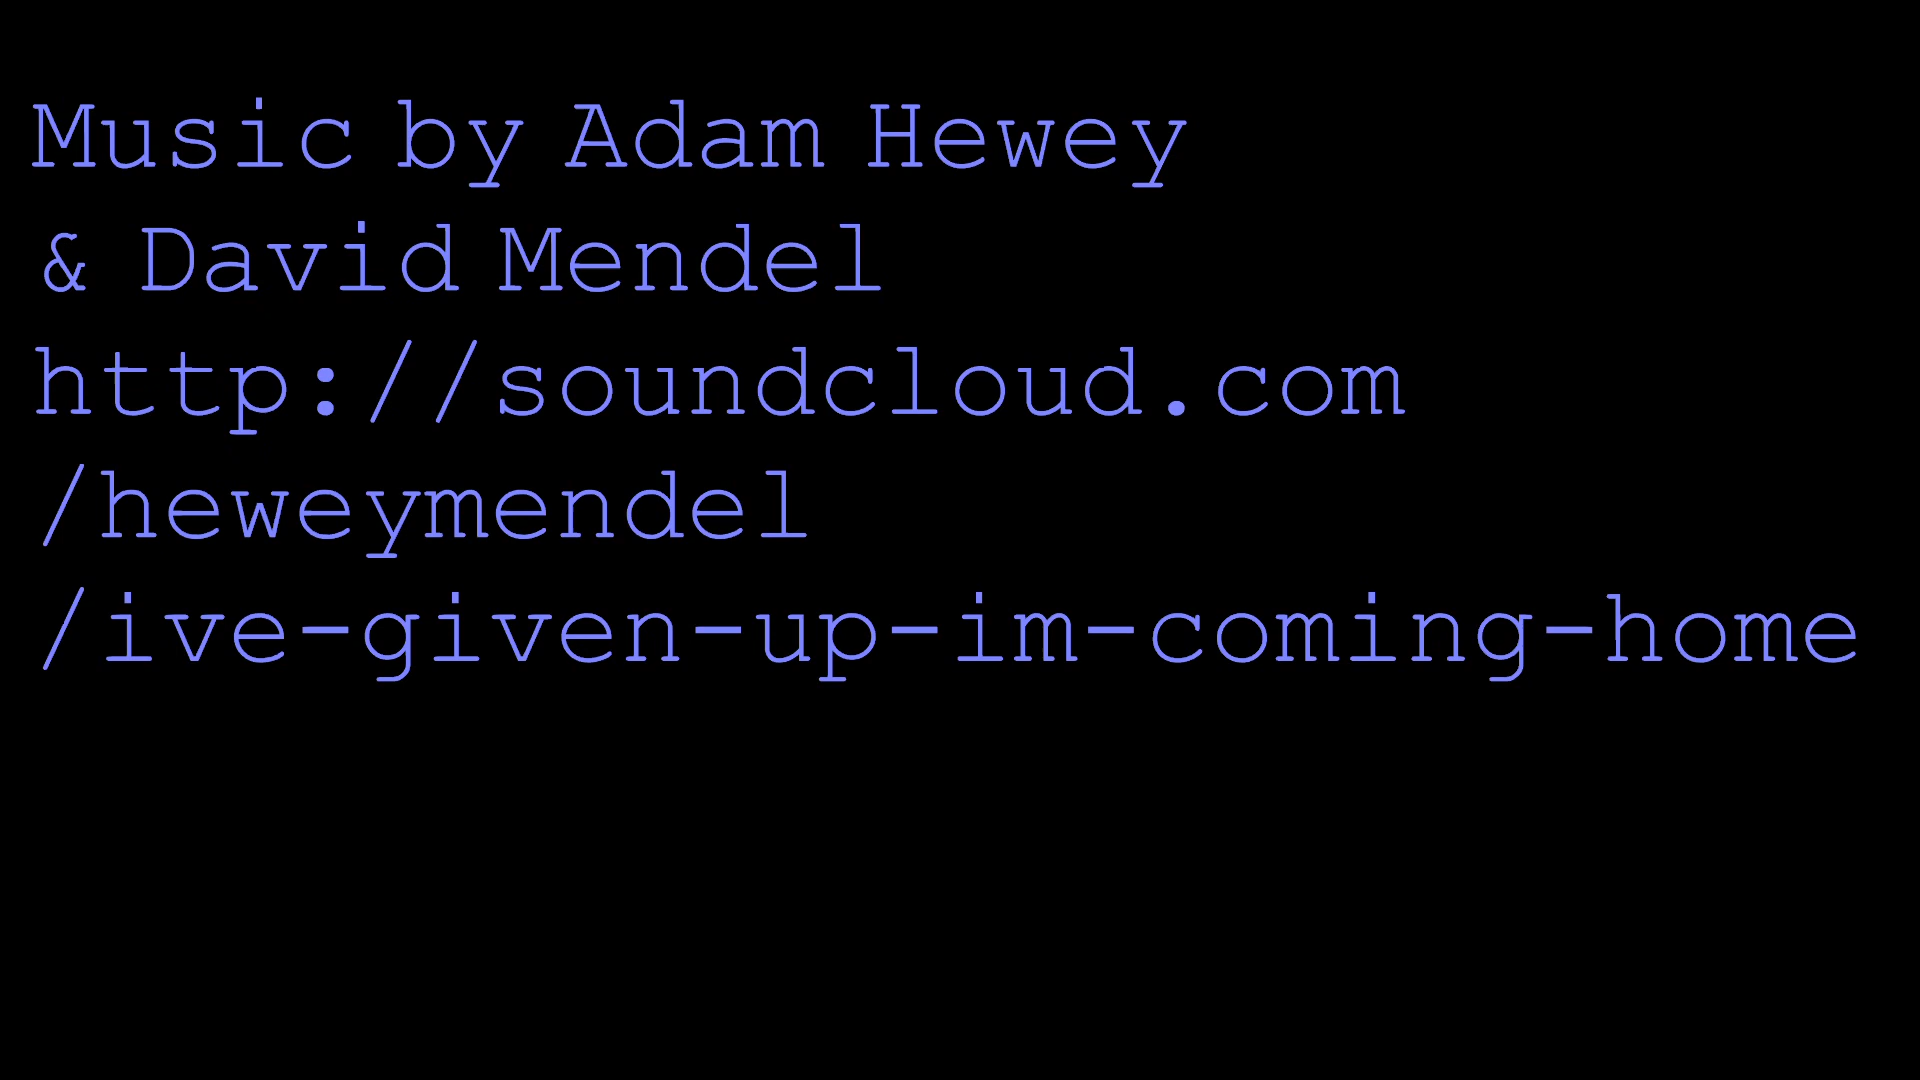 Music by Adam Hewey
& David Mendel
http://soundcloud.com
/heweymendel
/ive-given-up-im-coming-home